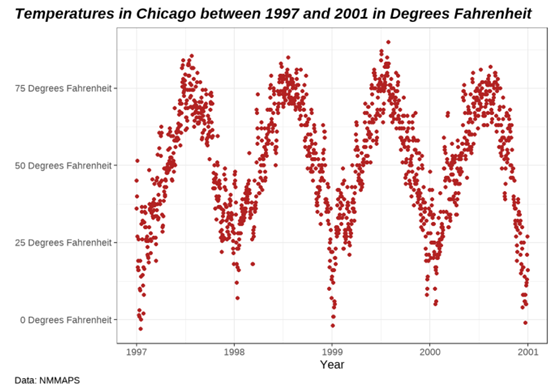 Temperatures in Chicago between 1997 and 2001 in Degrees Fahrenheit
75 Degrees Fahrenheit
50 Degrees Fahrenheit
25 Degrees Fahrenheit
0 Degrees Fahrenheit
1997 1998 1999 2000 2001
Year
Data: NMMAPS